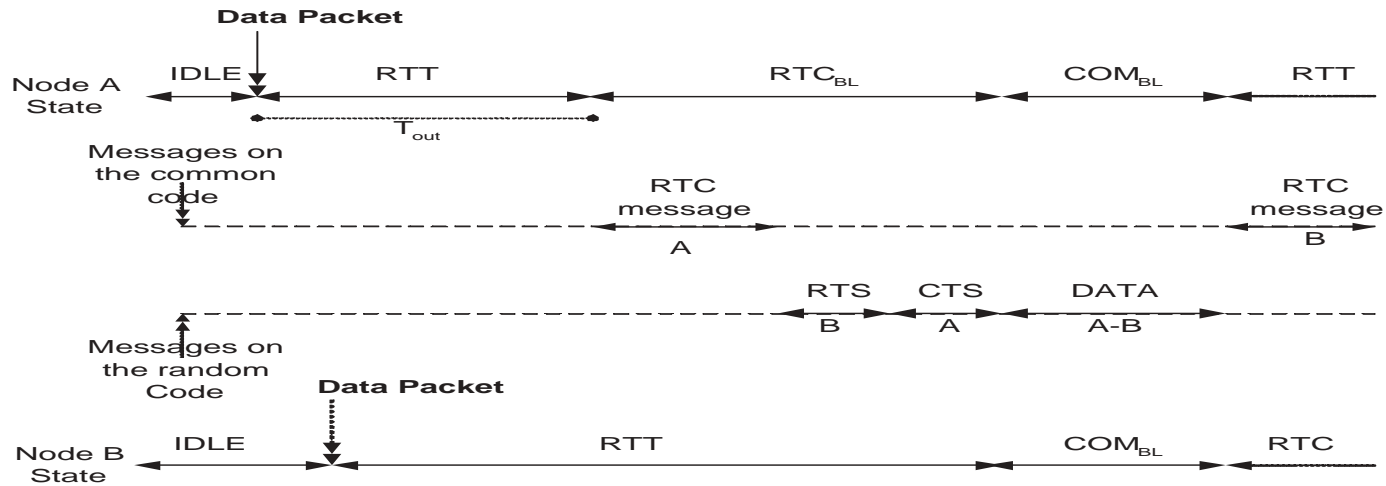 Data Packet
IDLE RTT RTC_BL COM_BL RTT
Node A
State
T_out
Messages on
the common
code
RTC
message
A
RTC
message
B
RTS CTS DATA
B A A-B
Messages on
the random
Code
Data Packet
IDLE RTT COM_BL RTC
Node B
State